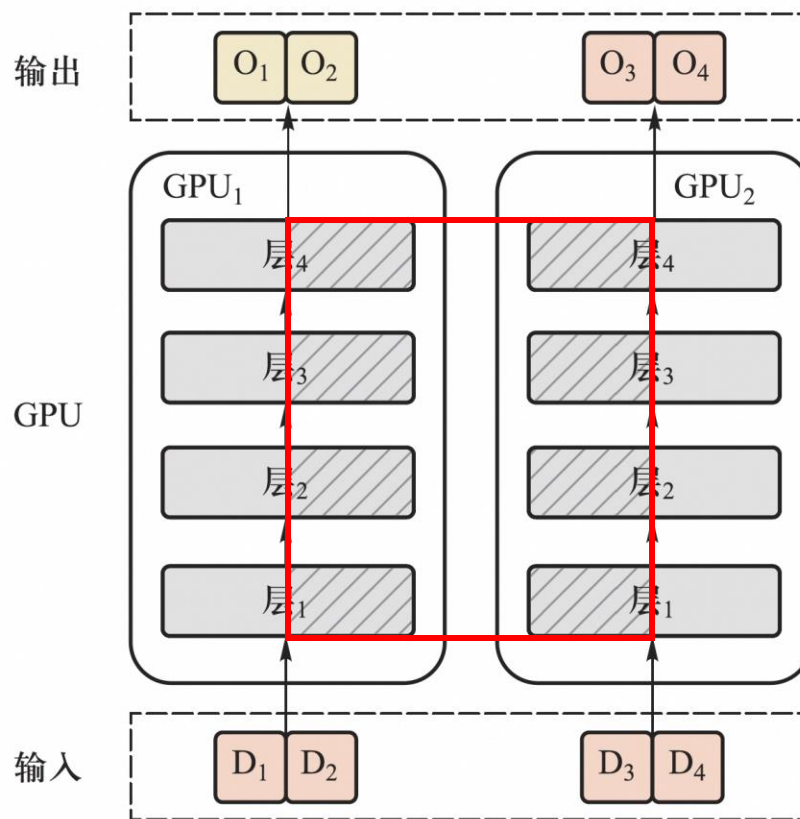 输出
O₁ O₂ O₃ O₄
GPU₁ GPU₂
层₄ 层₄
层₃ 层₃
GPU
层₂ 层₂
层₁ 层₁
输入
D₁ D₂ D₃ D₄